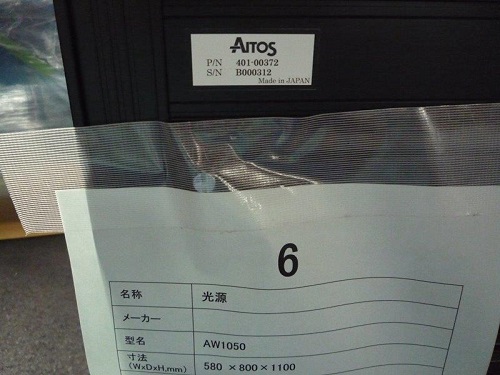 AITOS
P/N 401-00372
S/N B000312
Made in JAPAN
6
名称 光源
メーカー
型名 AW1050
寸法
(WxDxH,mm) 580 ×800×1100